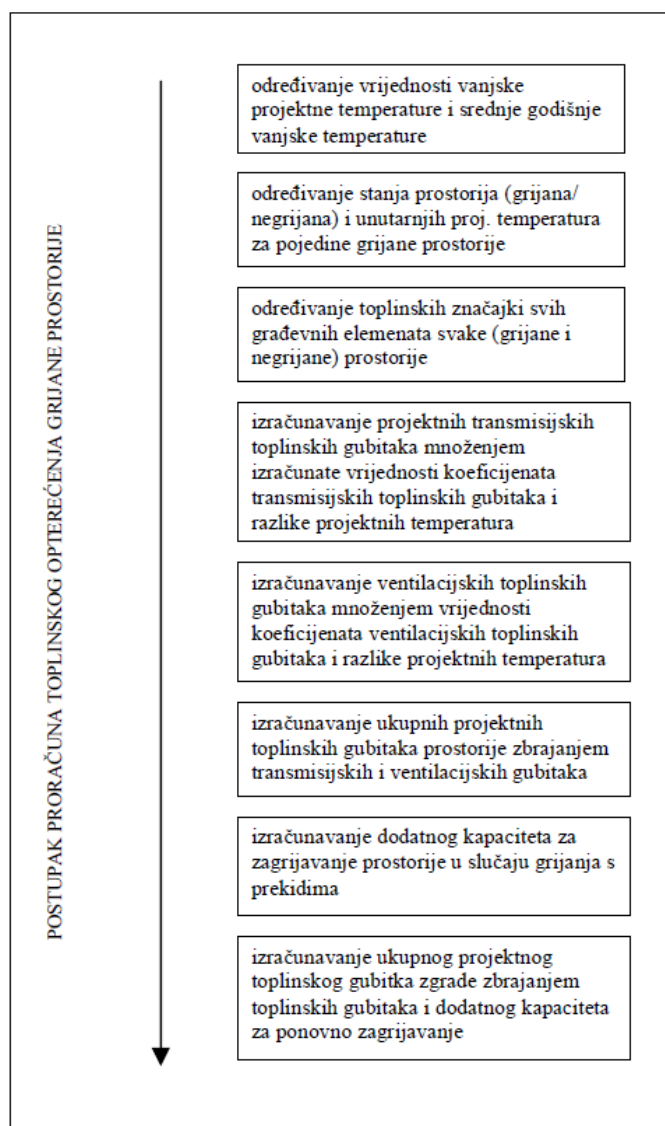 POSTUPAK PRORAČUNA TOPLINSKOG OPTEREĆENJA GRIJANE PROSTORIJE
određivanje vrijednosti vanjske
projektne temperature i srednje godišnje
vanjske temperature
određivanje stanja prostorija (grijana/
negrijana) i unutarnjih proj. temperatura
za pojedine grijane prostorije
određivanje toplinskih značajki svih
građevnih elemenata svake (grijane i
negrijane) prostorije
izračunavanje projektnih transmisijskih
toplinskih gubitaka množenjem
izračunate vrijednosti koeficijenata
transmisijskih toplinskih gubitaka i
razlike projektnih temperatura
izračunavanje ventilacijskih toplinskih
gubitaka množenjem vrijednosti
koeficijenata ventilacijskih toplinskih
gubitaka i razlike projektnih temperatura
izračunavanje ukupnih projektnih
toplinskih gubitaka prostorije zbrajanjem
transmisijskih i ventilacijskih gubitaka
izračunavanje dodatnog kapaciteta za
zagrijavanje prostorije u slučaju grijanja s
prekidima
izračunavanje ukupnog projektnog
toplinskog gubitka zgrade zbrajanjem
toplinskih gubitaka i dodatnog kapaciteta
za ponovno zagrijavanje